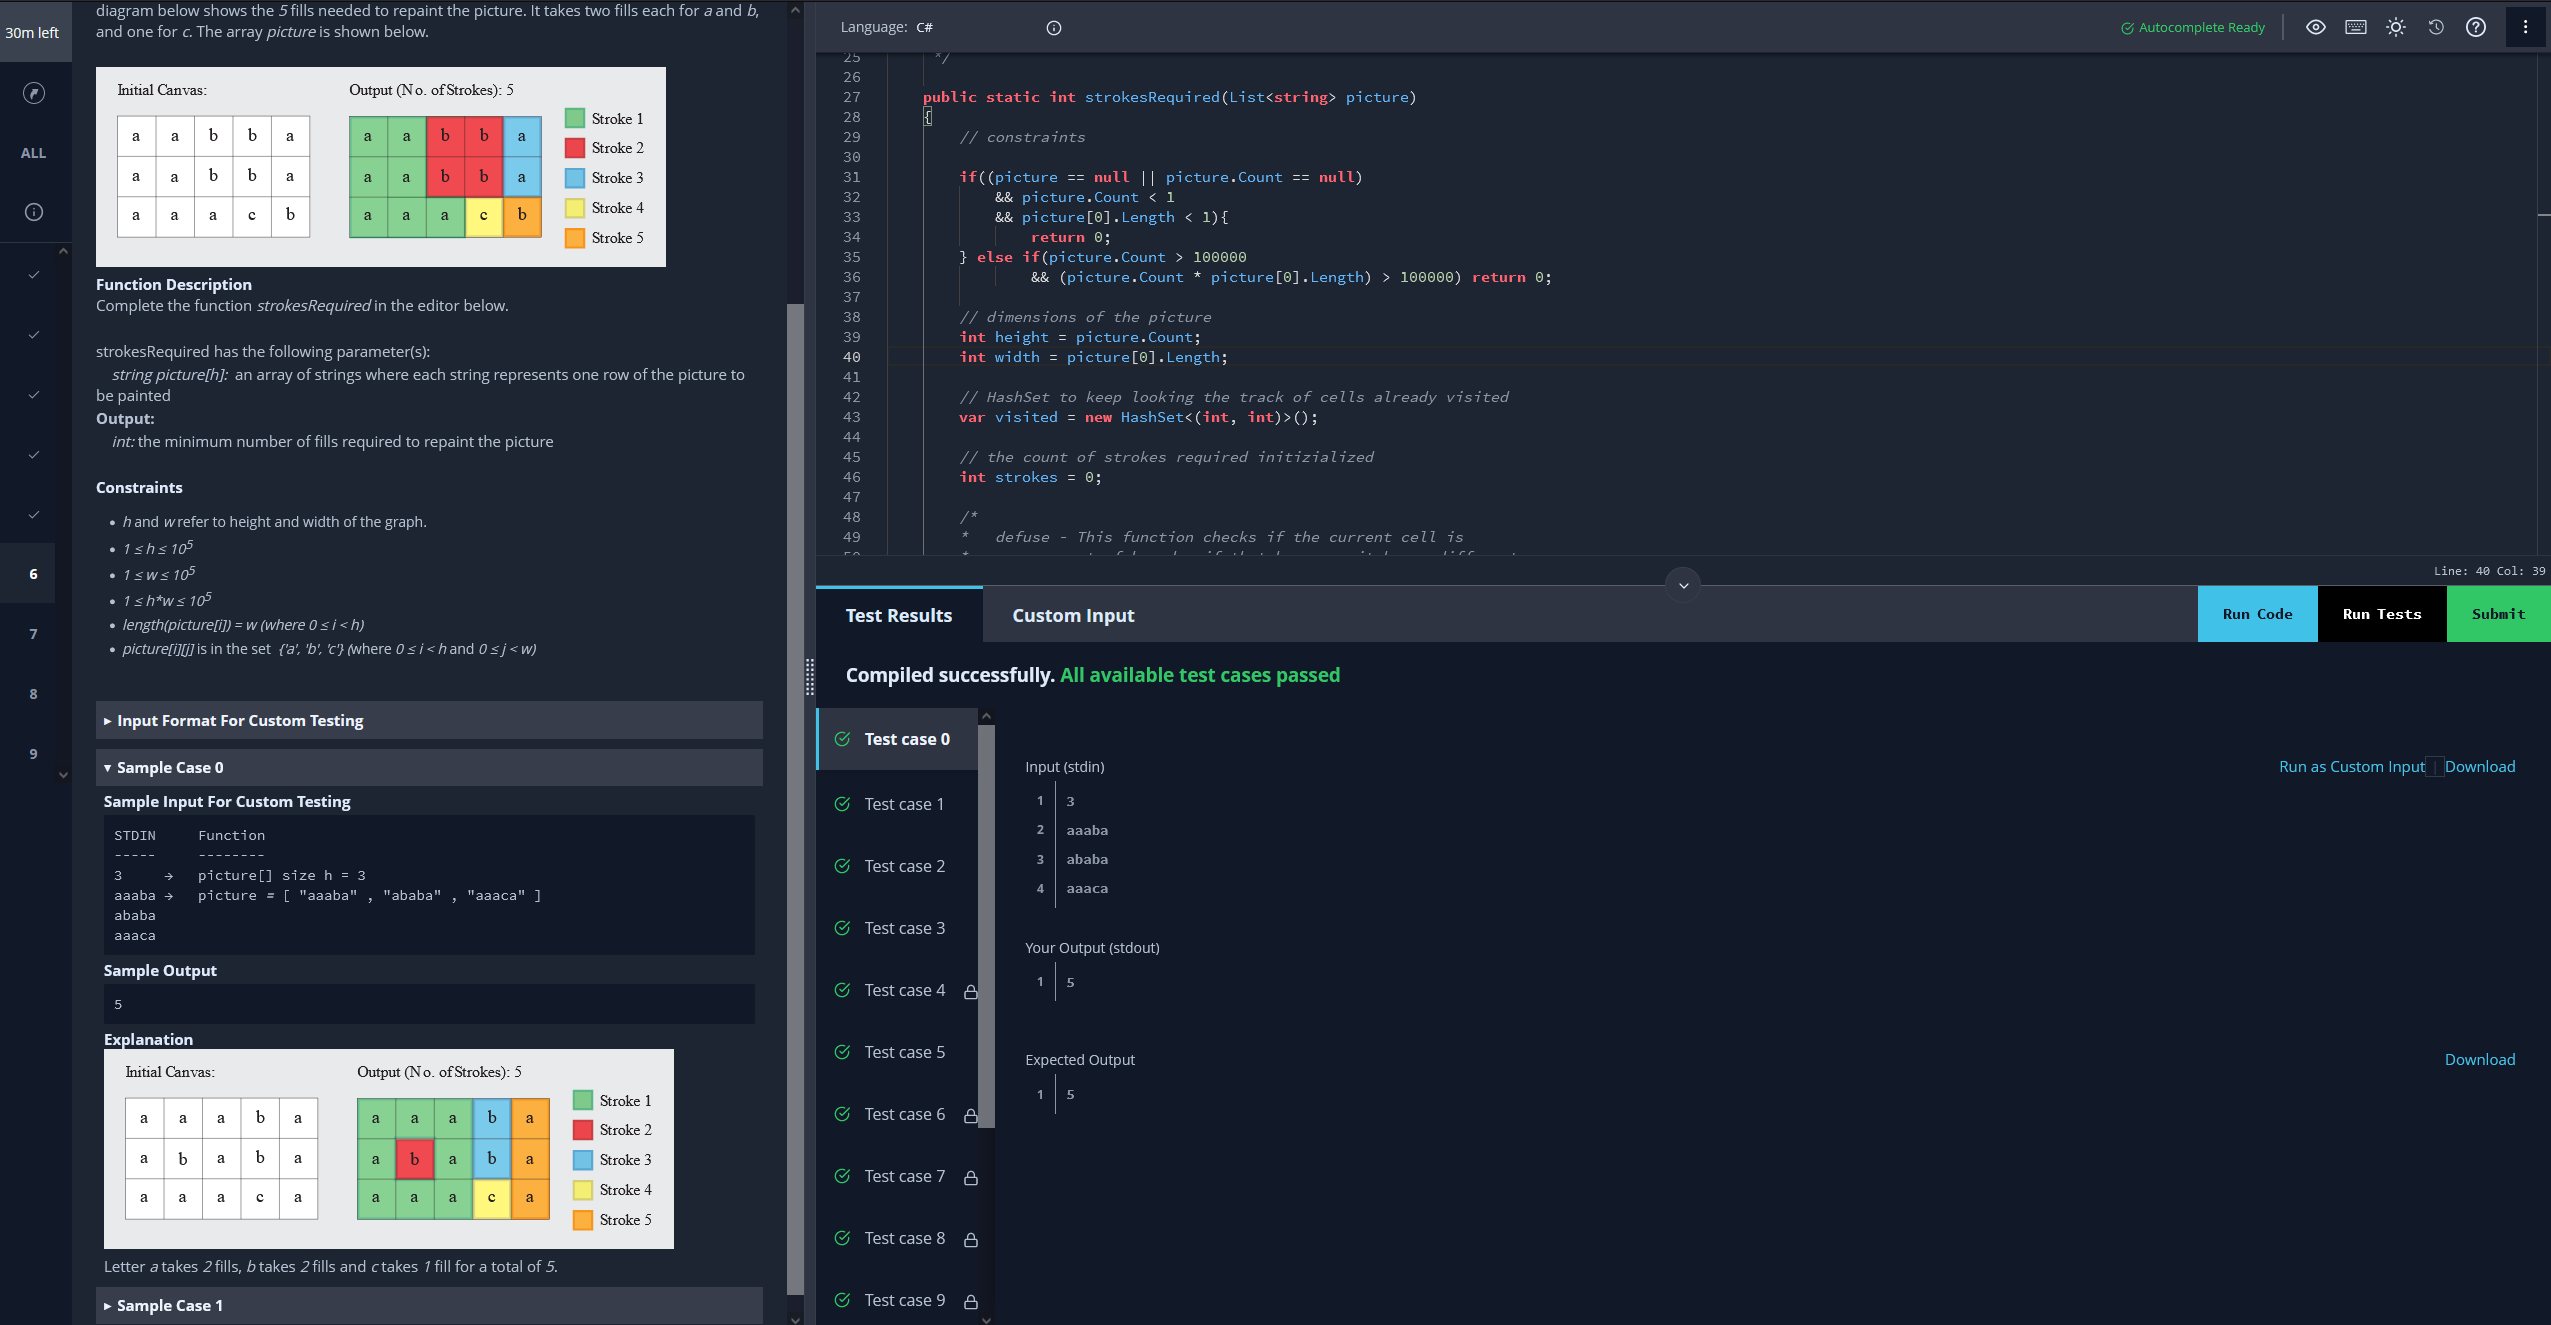 30m left
ALL
6
7
8
9
diagram below shows the 5 fills needed to repaint the picture. It takes two fills each for a and b,
and one for c. The array picture is shown below.
Initial Canvas:
a a b b a
a a b b a
a a a c b
Output (No. of Strokes): 5
a a b b a
a a b b a
a a a c b
Stroke 1
Stroke 2
Stroke 3
Stroke 4
Stroke 5
Function Description
Complete the function strokesRequired in the editor below.
strokesRequired has the following parameter(s):
string picture[h]: an array of strings where each string represents one row of the picture to
be painted
Output:
int: the minimum number of fills required to repaint the picture
Constraints
• h and w refer to height and width of the graph.
• 1 ≤ h ≤ 10^5
• 1 ≤ w ≤ 10^5
• 1 ≤ h*w ≤ 10^5
• length(picture[i]) = w (where 0 ≤ i < h)
• picture[i][j] is in the set {'a', 'b', 'c'} (where 0 ≤ i < h and 0 ≤ j < w)
▸ Input Format For Custom Testing
▾ Sample Case 0
Sample Input For Custom Testing
STDIN Function
----- --------
3 → picture[] size h = 3
aaaba → picture = [ "aaaba" , "ababa" , "aaaca" ]
ababa
aaaca
Sample Output
5
Explanation
Initial Canvas:
a a a b a
a b a b a
a a a c a
Output (No. of Strokes): 5
a a a b a
a b a b a
a a a c a
Stroke 1
Stroke 2
Stroke 3
Stroke 4
Stroke 5
Letter a takes 2 fills, b takes 2 fills and c takes 1 fill for a total of 5.
▸ Sample Case 1
Language: C#
Autocomplete Ready
25 */
26
27 public static int strokesRequired(List<string> picture)
28 {
29 // constraints
30
31 if((picture == null || picture.Count == null)
32 && picture.Count < 1
33 && picture[0].Length < 1){
34 return 0;
35 } else if(picture.Count > 100000
36 && (picture.Count * picture[0].Length) > 100000) return 0;
37
38 // dimensions of the picture
39 int height = picture.Count;
40 int width = picture[0].Length;
41
42 // HashSet to keep looking the track of cells already visited
43 var visited = new HashSet<(int, int)>();
44
45 // the count of strokes required initizialized
46 int strokes = 0;
47
48 /*
49 * defuse - This function checks if the current cell is
Line: 40 Col: 39
Test Results
Custom Input
Run Code
Run Tests
Submit
Compiled successfully. All available test cases passed
Test case 0
Test case 1
Test case 2
Test case 3
Test case 4
Test case 5
Test case 6
Test case 7
Test case 8
Test case 9
Input (stdin)
Run as Custom Input | Download
1 3
2 aaaba
3 ababa
4 aaaca
Your Output (stdout)
1 5
Expected Output
Download
1 5